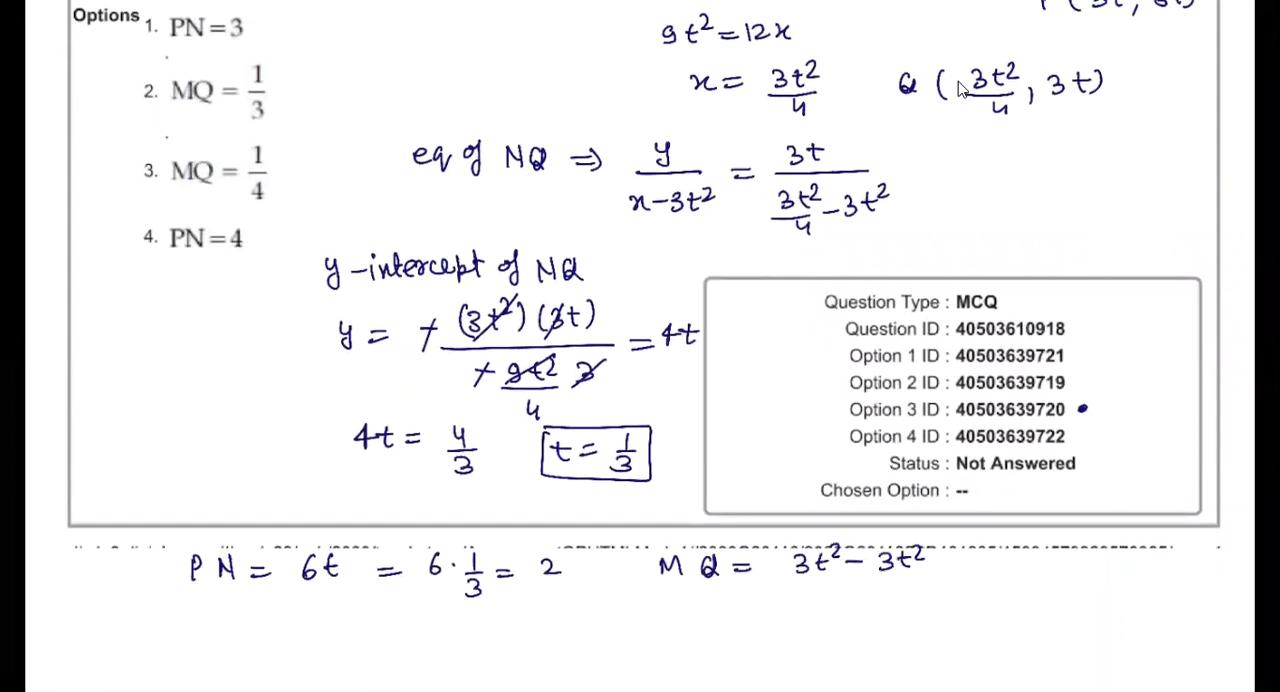 P(3t², 6t)
Options
1. PN = 3
9t² = 12x
2. MQ = 1/3
x = 3t²/4
Q (3t²/4, 3t)
3. MQ = 1/4
eq of NQ ⇒ y/(x-3t²) = 3t/(3t²/4 - 3t²)
4. PN = 4
y-intercept of NQ
y = + (3t²)(3t)/(+ 9t²/4 3) = 4t
4t = 4/3
t = 1/3
Question Type : MCQ
Question ID : 40503610918
Option 1 ID : 40503639721
Option 2 ID : 40503639719
Option 3 ID : 40503639720
Option 4 ID : 40503639722
Status : Not Answered
Chosen Option : --
PN = 6t = 6·1/3 = 2
MQ = 3t² - 3t²